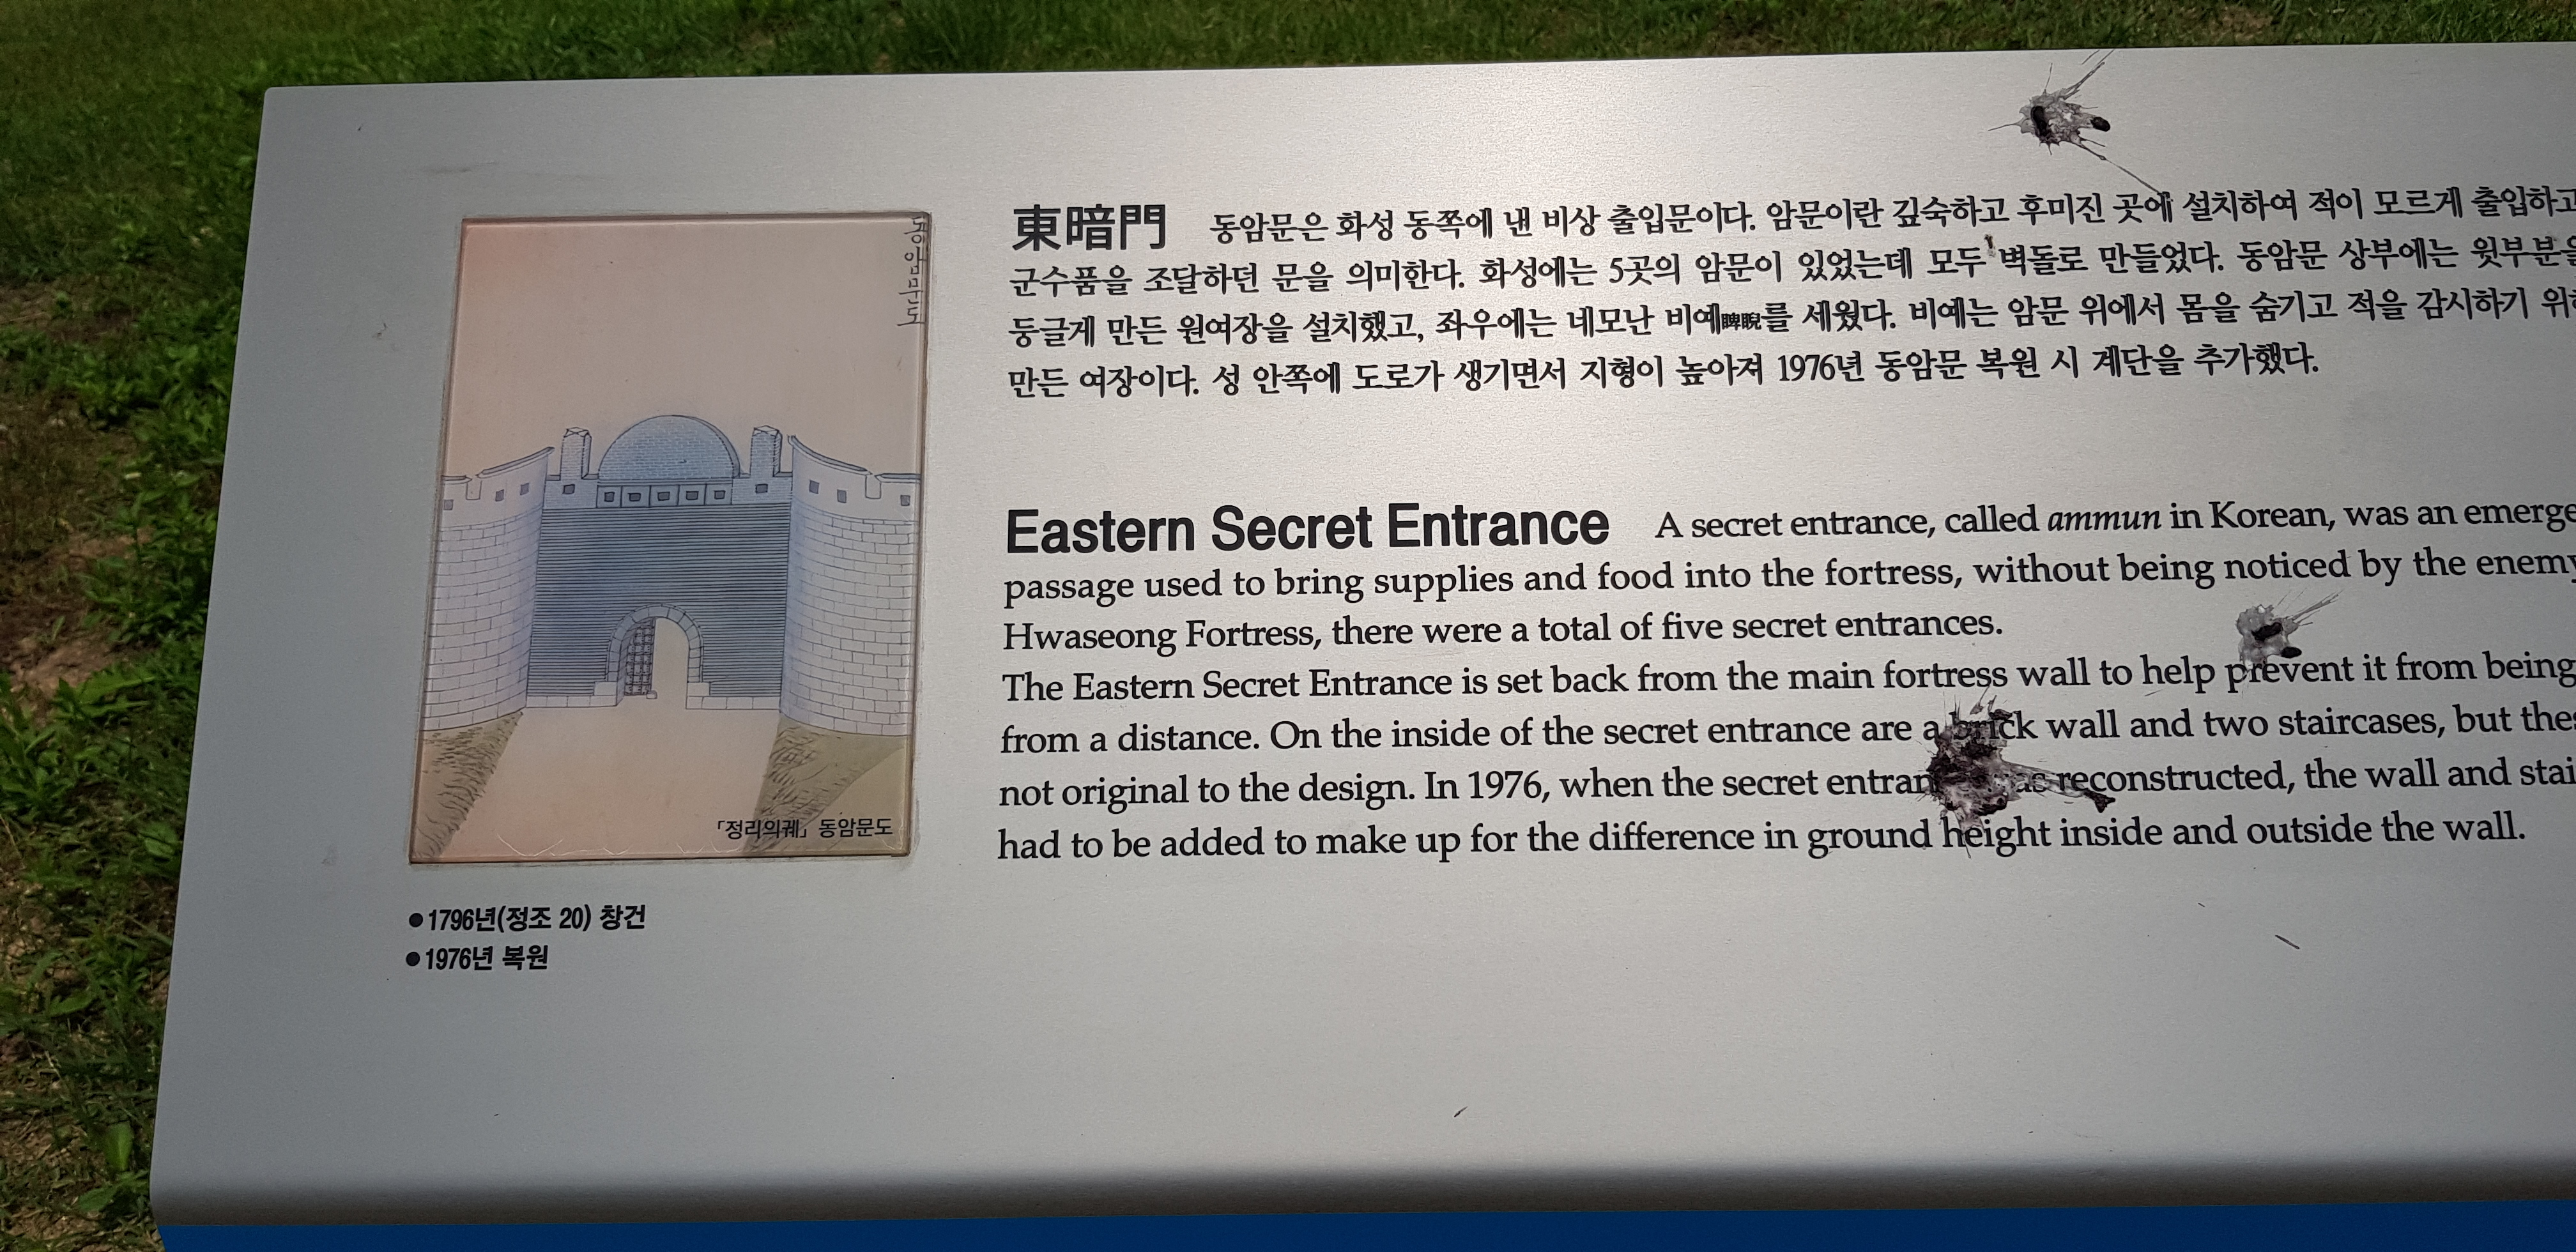 동암문도
東暗門 동암문은 화성 동쪽에 낸 비상 출입문이다. 암문이란 깊숙하고 후미진 곳에 설치하여 적이 모르게 출입하고
군수품을 조달하던 문을 의미한다. 화성에는 5곳의 암문이 있었는데 모두 벽돌로 만들었다. 동암문 상부에는 윗부분을
둥글게 만든 원여장을 설치했고, 좌우에는 네모난 비예睥睨를 세웠다. 비예는 암문 위에서 몸을 숨기고 적을 감시하기
만든 여장이다. 성 안쪽에 도로가 생기면서 지형이 높아져 1976년 동암문 복원 시 계단을 추가했다.
Eastern Secret Entrance A secret entrance, called ammun in Korean, was an
passage used to bring supplies and food into the fortress, without being noticed by the enemy
Hwaseong Fortress, there were a total of five secret entrances.
The Eastern Secret Entrance is set back from the main fortress wall to help prevent it from being
from a distance. On the inside of the secret entrance are a brick wall and two staircases, but
not original to the design. In 1976, when the secret reconstructed, the wall and
had to be added to make up for the difference in ground height inside and outside the wall.
「정리의궤」 동암문도
●1796년(정조 20) 창건
●1976년 복원